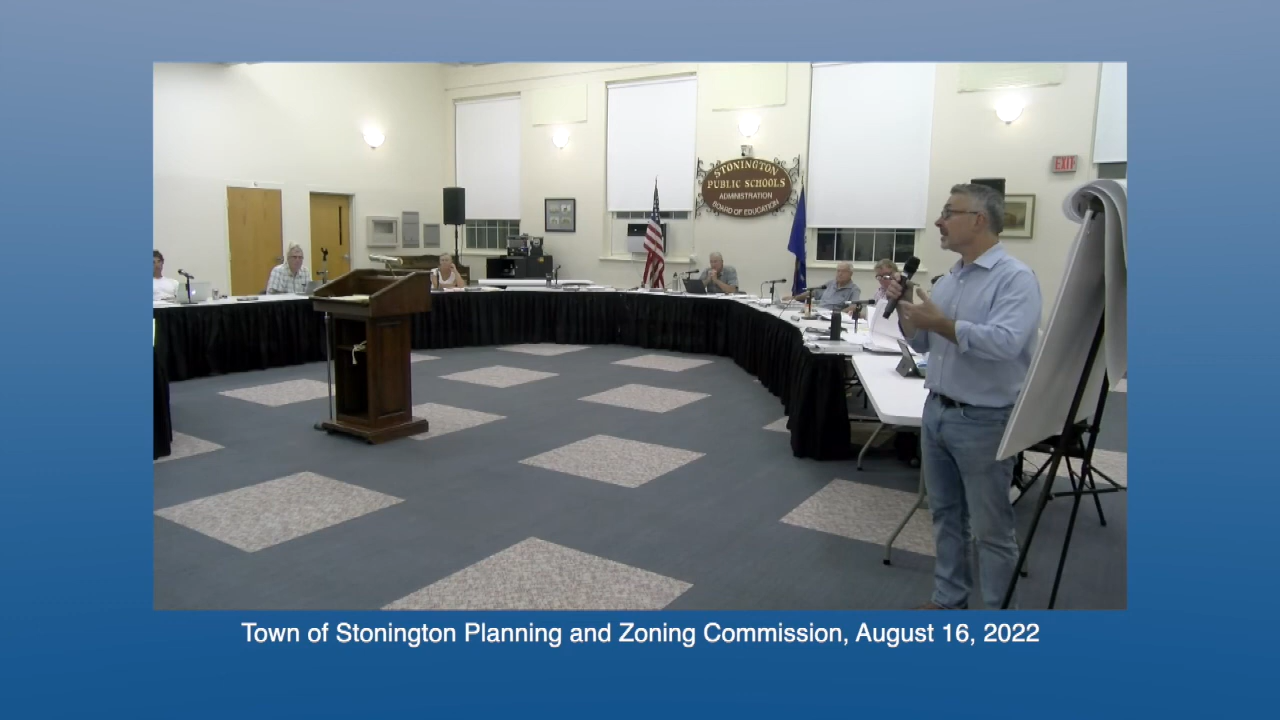 STONINGTON
PUBLIC SCHOOLS
ADMINISTRATION
BOARD OF EDUCATION
EXIT
Town of Stonington Planning and Zoning Commission, August 16, 2022